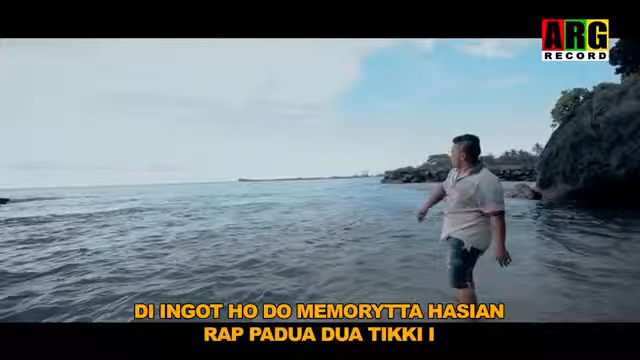 ARG
RECORD
DI INGOT HO DO MEMORYTTA HASIAN
RAP PADUA DUA TIKKI I